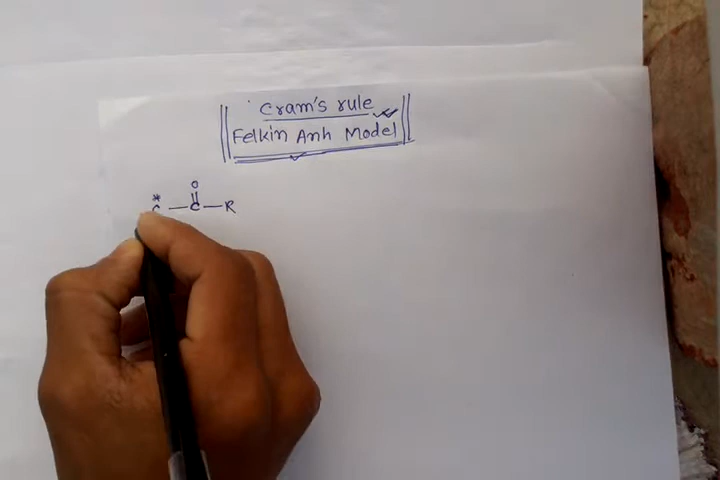 Cram's rule
Felkin Anh Model
O
* C — C — R